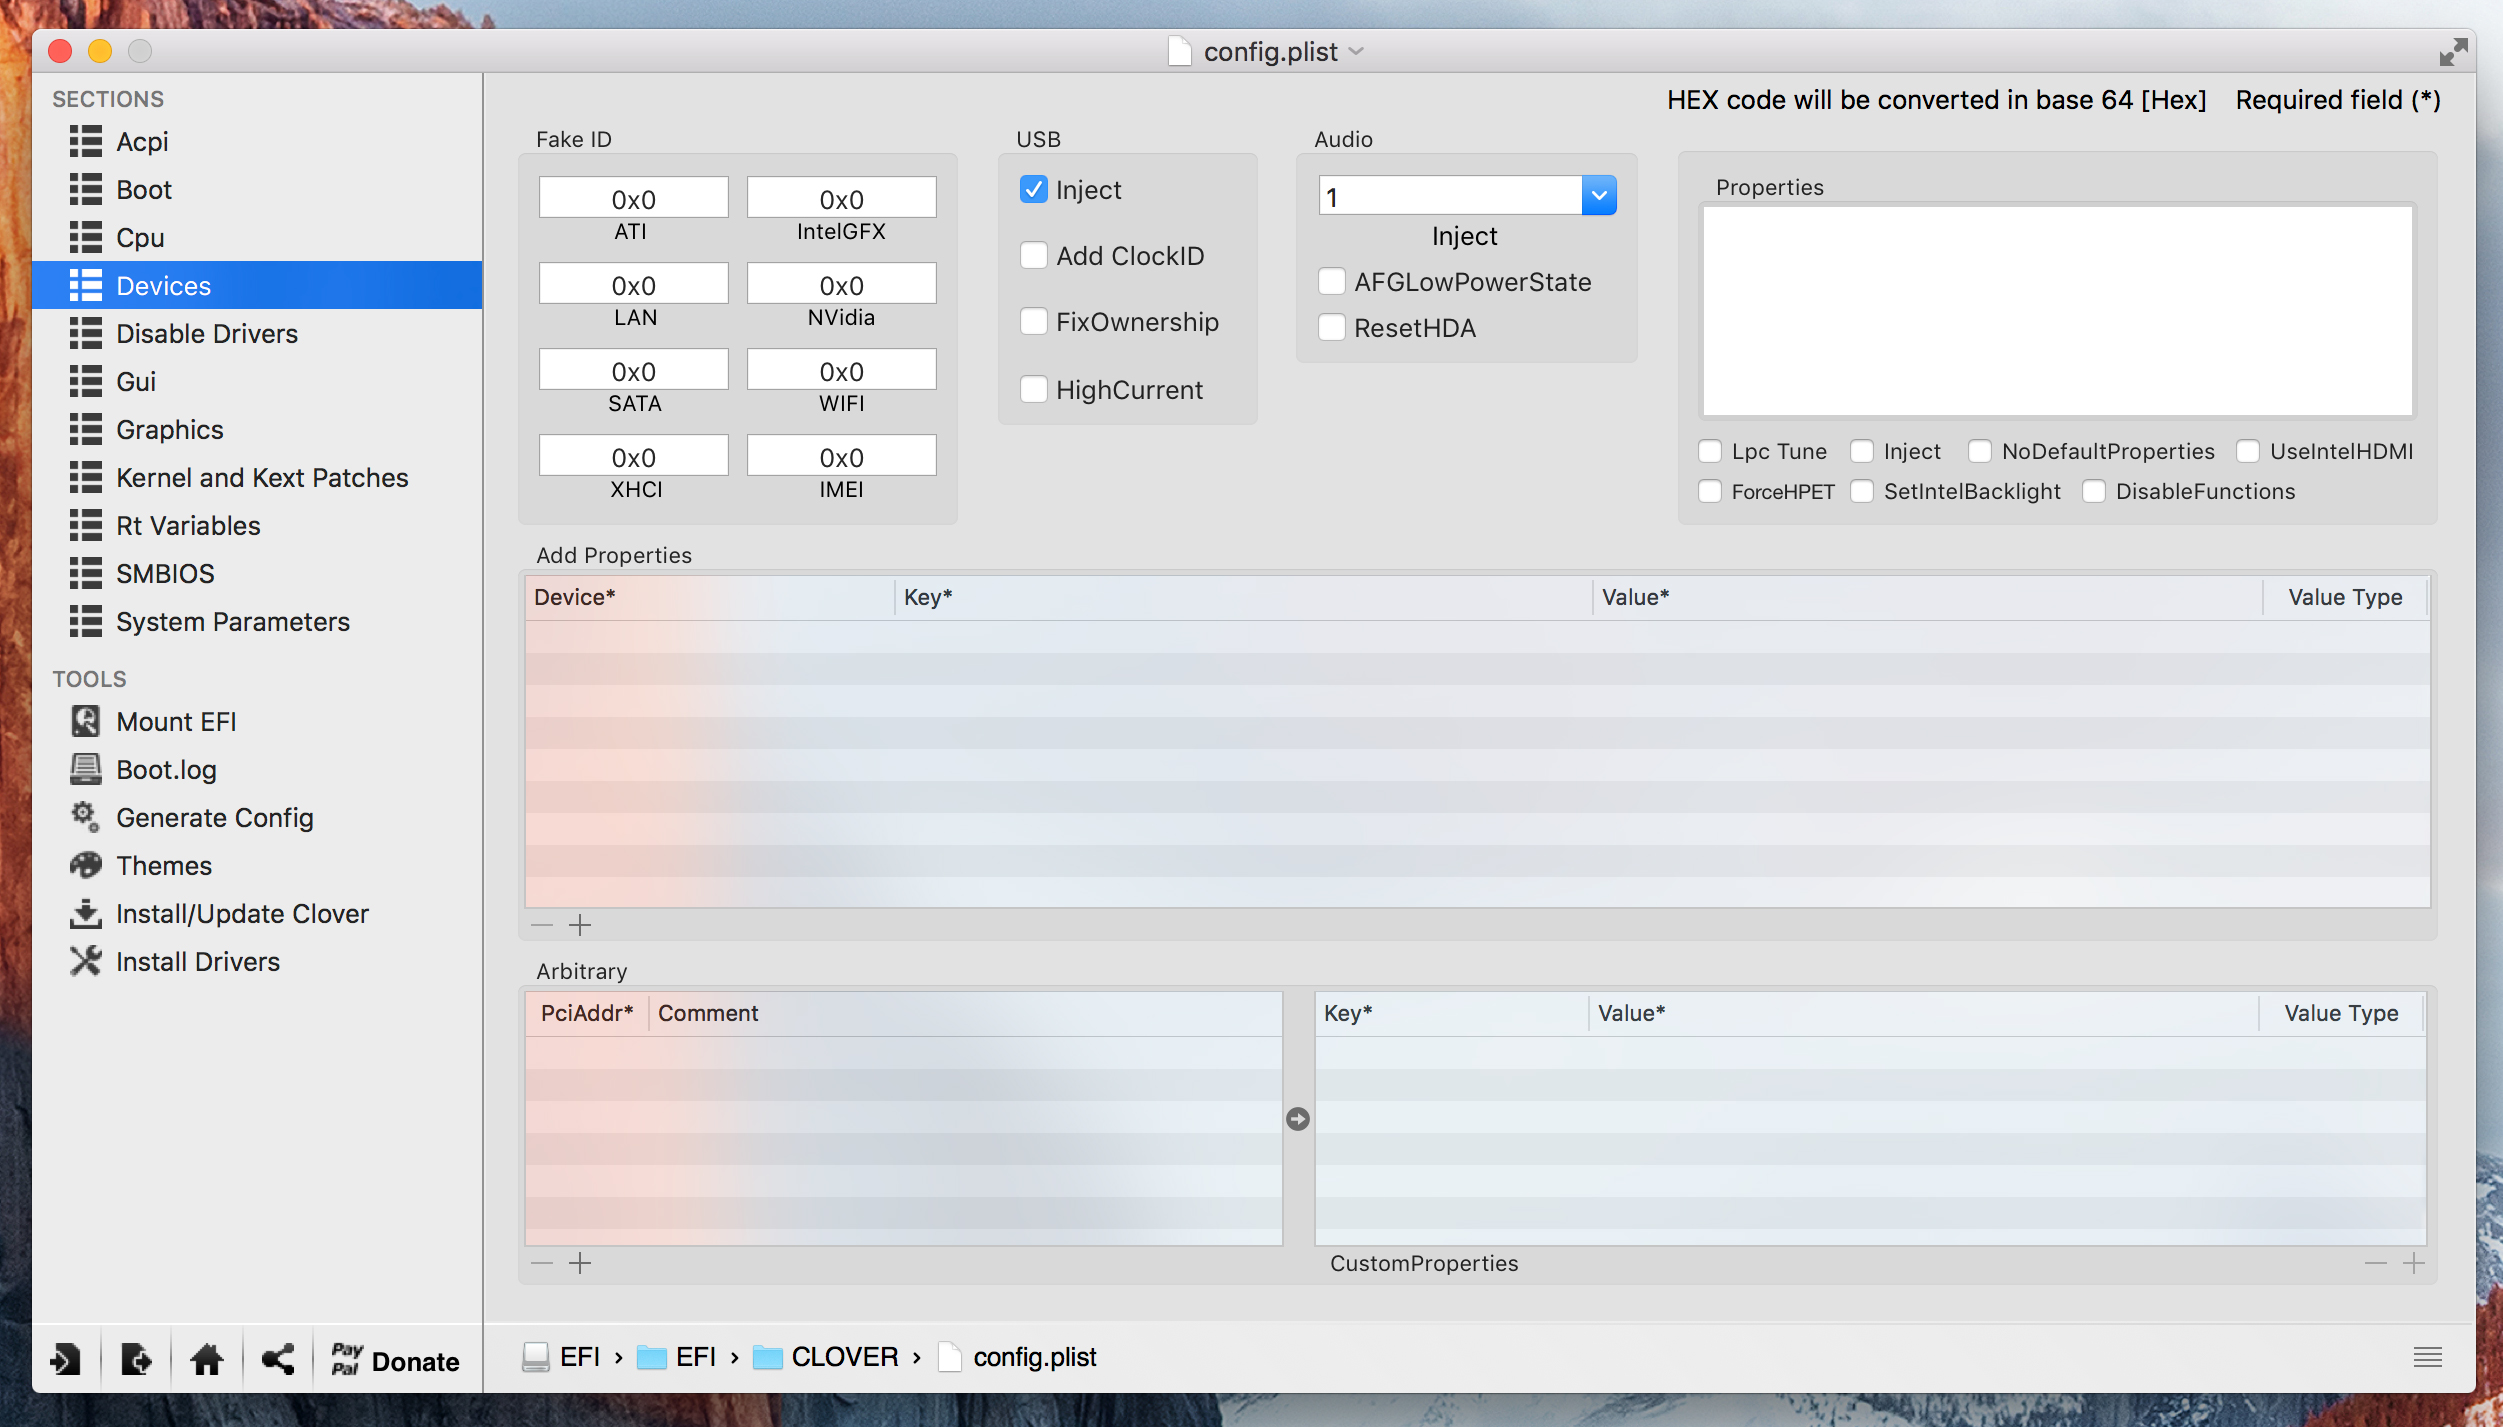 config.plist
SECTIONS
Acpi
Boot
Cpu
Devices
Disable Drivers
Gui
Graphics
Kernel and Kext Patches
Rt Variables
SMBIOS
System Parameters
TOOLS
Mount EFI
Boot.log
Generate Config
Themes
Install/Update Clover
Install Drivers
Pay
Pal Donate
HEX code will be converted in base 64 [Hex] Required field (*)
Fake ID
0x0 0x0
ATI IntelGFX
0x0 0x0
LAN NVidia
0x0 0x0
SATA WIFI
0x0 0x0
XHCI IMEI
USB
Inject
Add ClockID
FixOwnership
HighCurrent
Audio
1
Inject
AFGLowPowerState
ResetHDA
Properties
Lpc Tune Inject NoDefaultProperties UseIntelHDMI
ForceHPET SetIntelBacklight DisableFunctions
Add Properties
Device* Key* Value* Value Type
Arbitrary
PciAddr* Comment
Key* Value* Value Type
CustomProperties
EFI › EFI › CLOVER › config.plist